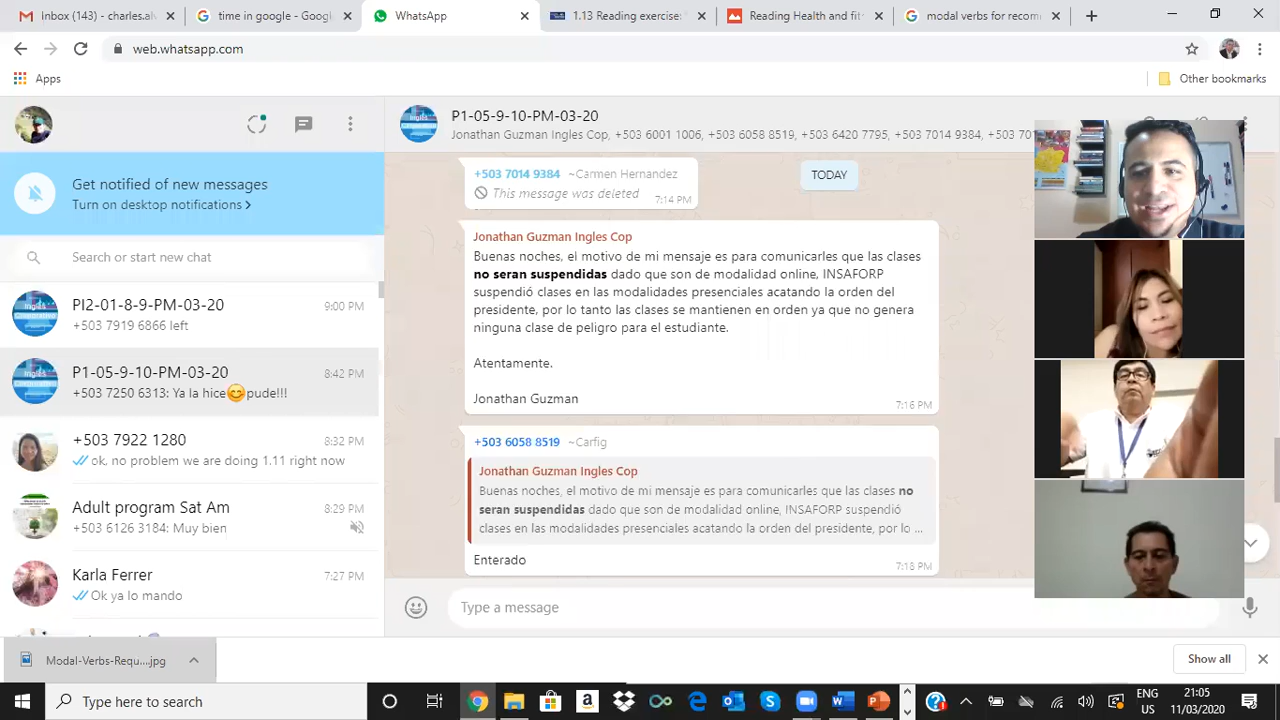 Inbox (143) - charles.al
time in google - Googl
WhatsApp
1.13 Reading exercise:
Reading Health and fit
modal verbs for recom
web.whatsapp.com
Apps
Other bookmarks
Get notified of new messages
Turn on desktop notifications >
Search or start new chat
PI2-01-8-9-PM-03-20
9:00 PM
+503 7919 6866 left
P1-05-9-10-PM-03-20
8:42 PM
+503 7250 6313: Ya la hice😊pude!!!
+503 7922 1280
8:32 PM
ok, no problem we are doing 1.11 right now
Adult program Sat Am
8:29 PM
+503 6126 3184: Muy bien
Karla Ferrer
7:27 PM
Ok ya lo mando
P1-05-9-10-PM-03-20
Jonathan Guzman Ingles Cop, +503 6001 1006, +503 6058 8519, +503 6420 7795, +503 7014 9384, +503 701
TODAY
+503 7014 9384 ~Carmen Hernandez
This message was deleted
7:14 PM
Jonathan Guzman Ingles Cop
Buenas noches, el motivo de mi mensaje es para comunicarles que las clases
no seran suspendidas dado que son de modalidad online, INSAFORP
suspendió clases en las modalidades presenciales acatando la orden del
presidente, por lo tanto las clases se mantienen en orden ya que no genera
ninguna clase de peligro para el estudiante.
Atentamente.
Jonathan Guzman
7:16 PM
+503 6058 8519 ~Carfig
Jonathan Guzman Ingles Cop
Buenas noches, el motivo de mi mensaje es para comunicarles que las clases no
seran suspendidas dado que son de modalidad online, INSAFORP suspendió
clases en las modalidades presenciales acatando la orden del presidente, por lo ...
Enterado
7:18 PM
Type a message
Modal-Verbs-Requ....jpg
Show all
Type here to search
ENG
US
21:05
11/03/2020